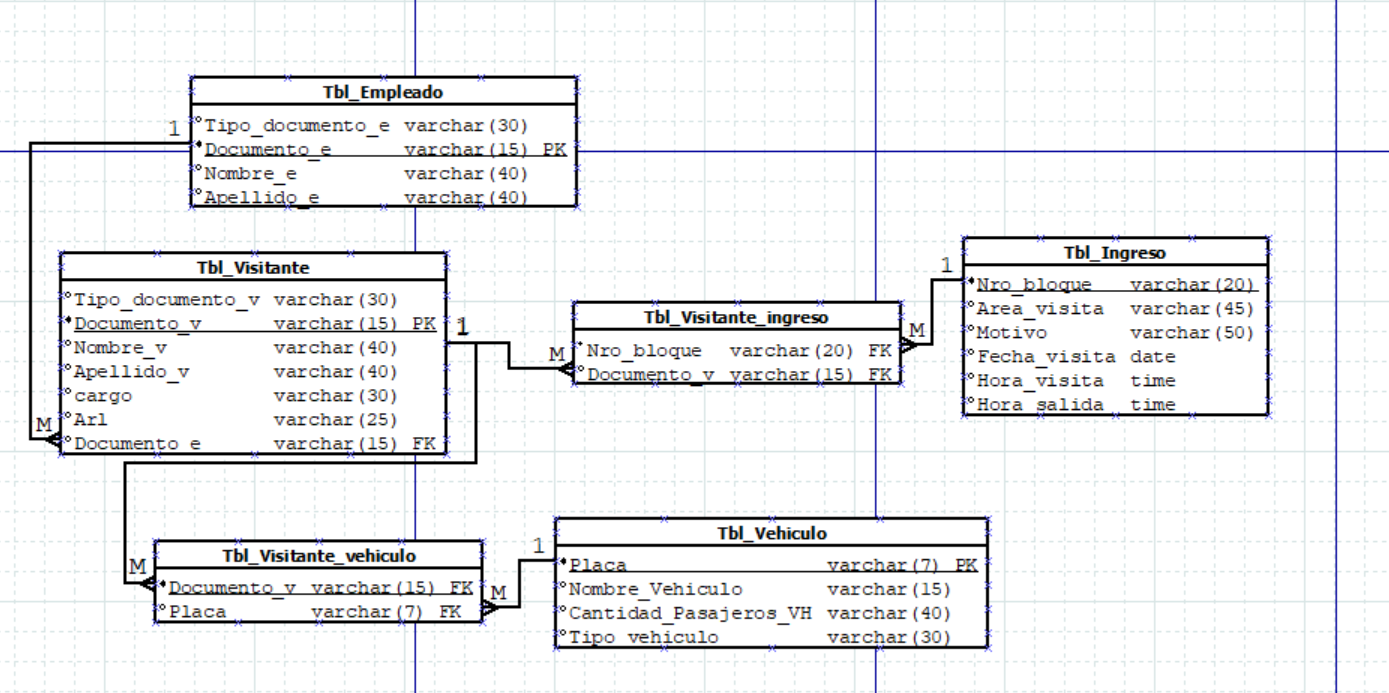 Tbl_Empleado
1
Tipo_documento_e varchar(30)
Documento_e varchar(15) PK
Nombre_e varchar(40)
Apellido_e varchar(40)
Tbl_Visitante
Tipo_documento_v varchar(30)
Documento_v varchar(15) PK
1
Nombre_v varchar(40)
Apellido_v varchar(40)
cargo varchar(30)
Arl varchar(25)
M
Documento_e varchar(15) FK
Tbl_Visitante_ingreso
M
M
Nro_bloque varchar(20) FK
Documento_v varchar(15) FK
Tbl_Ingreso
1
Nro_bloque varchar(20)
Area_visita varchar(45)
Motivo varchar(50)
Fecha_visita date
Hora_visita time
Hora_salida time
Tbl_Visitante_vehiculo
M
Documento_v varchar(15) FK
M
Placa varchar(7) FK
Tbl_Vehiculo
1
Placa varchar(7) PK
Nombre_Vehiculo varchar(15)
Cantidad_Pasajeros_VH varchar(40)
Tipo_vehiculo varchar(30)